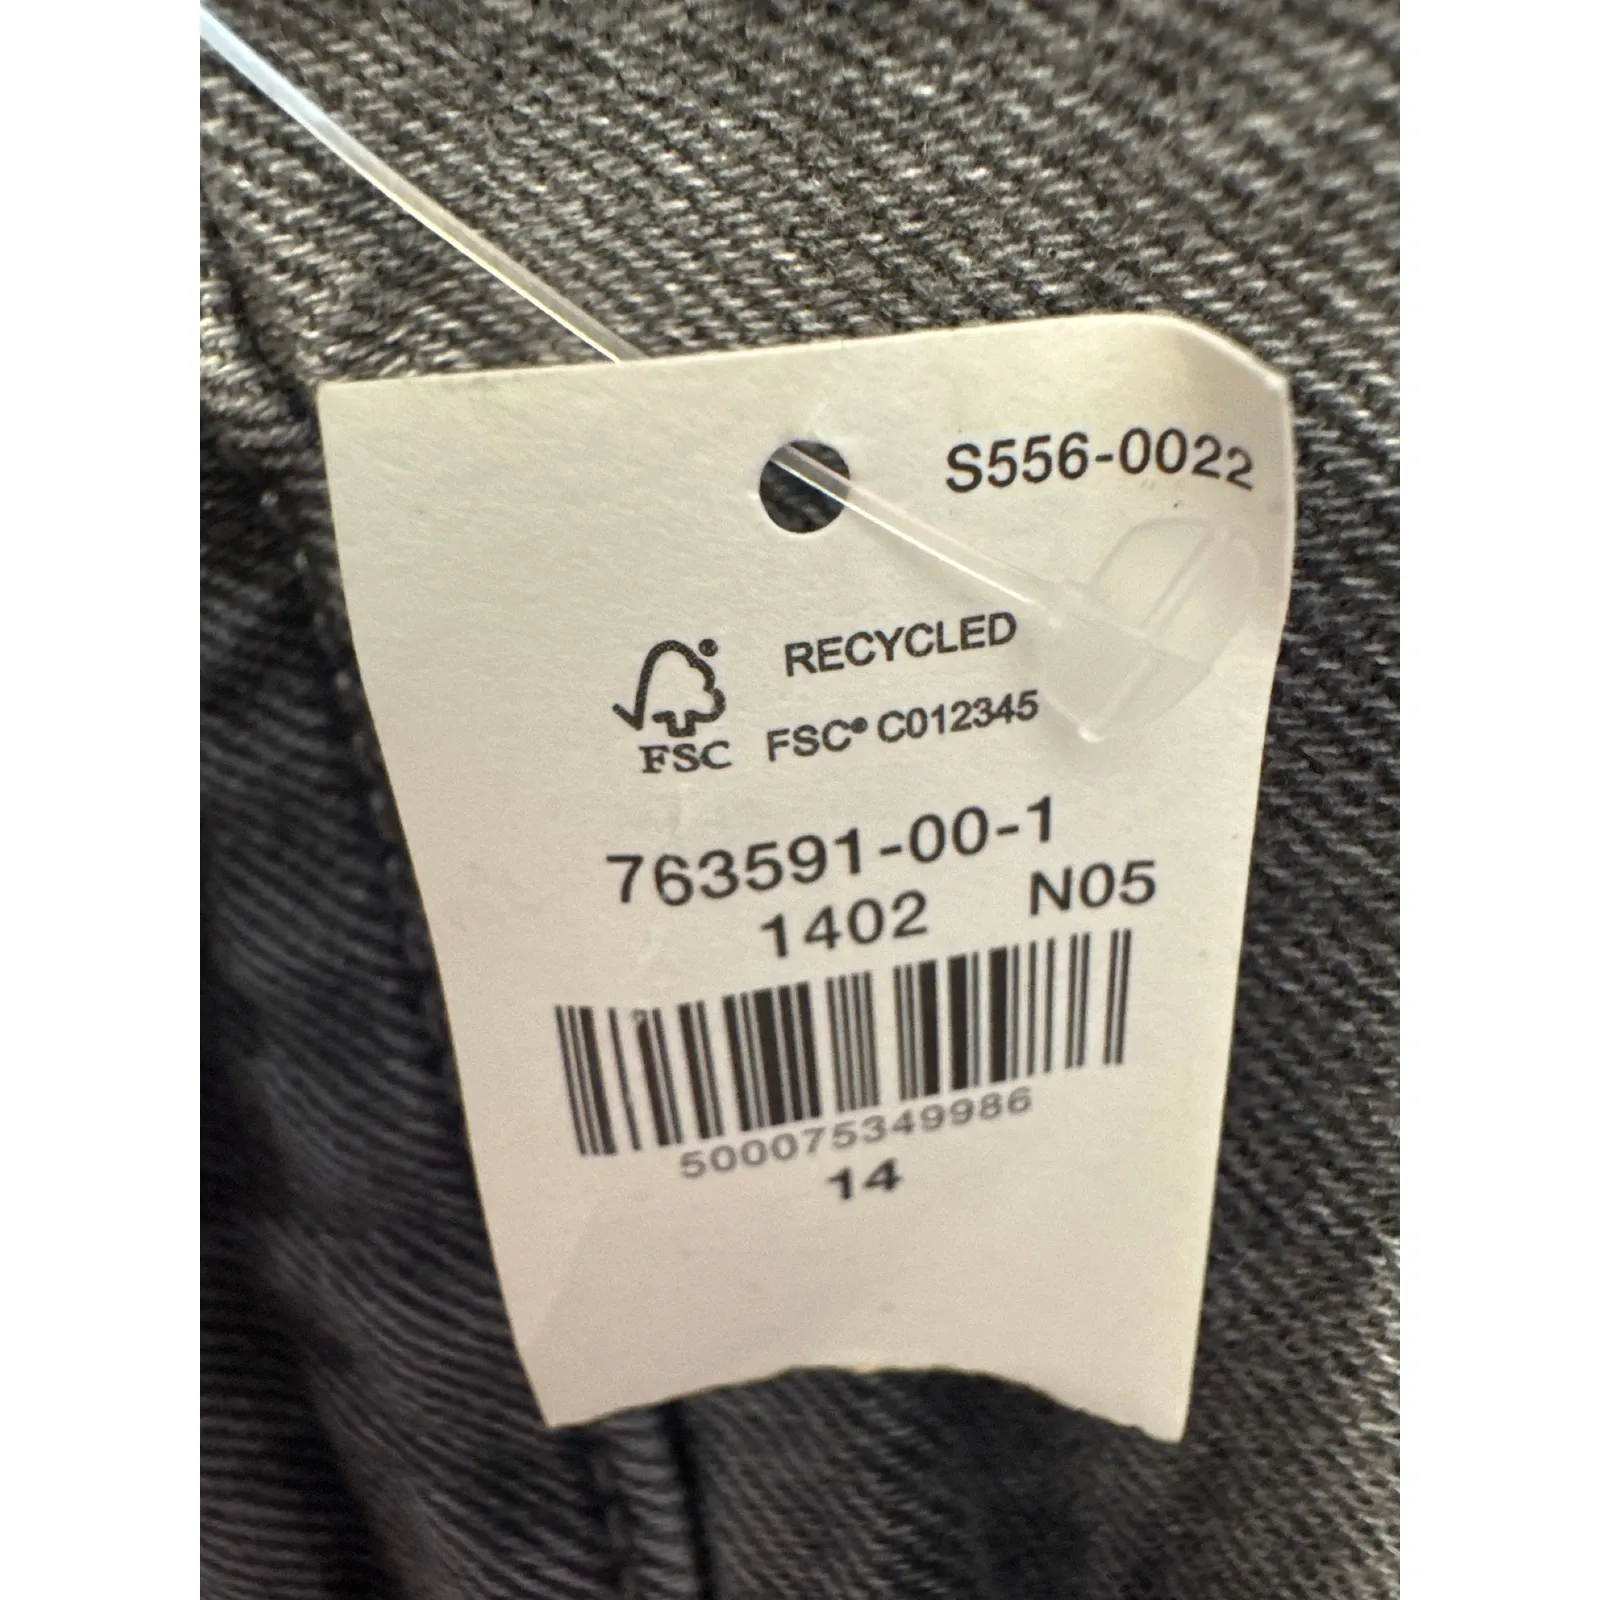 S556-0022
RECYCLED
FSC
FSC® C012345
763591-00-1
1402 N05
500075349986
14